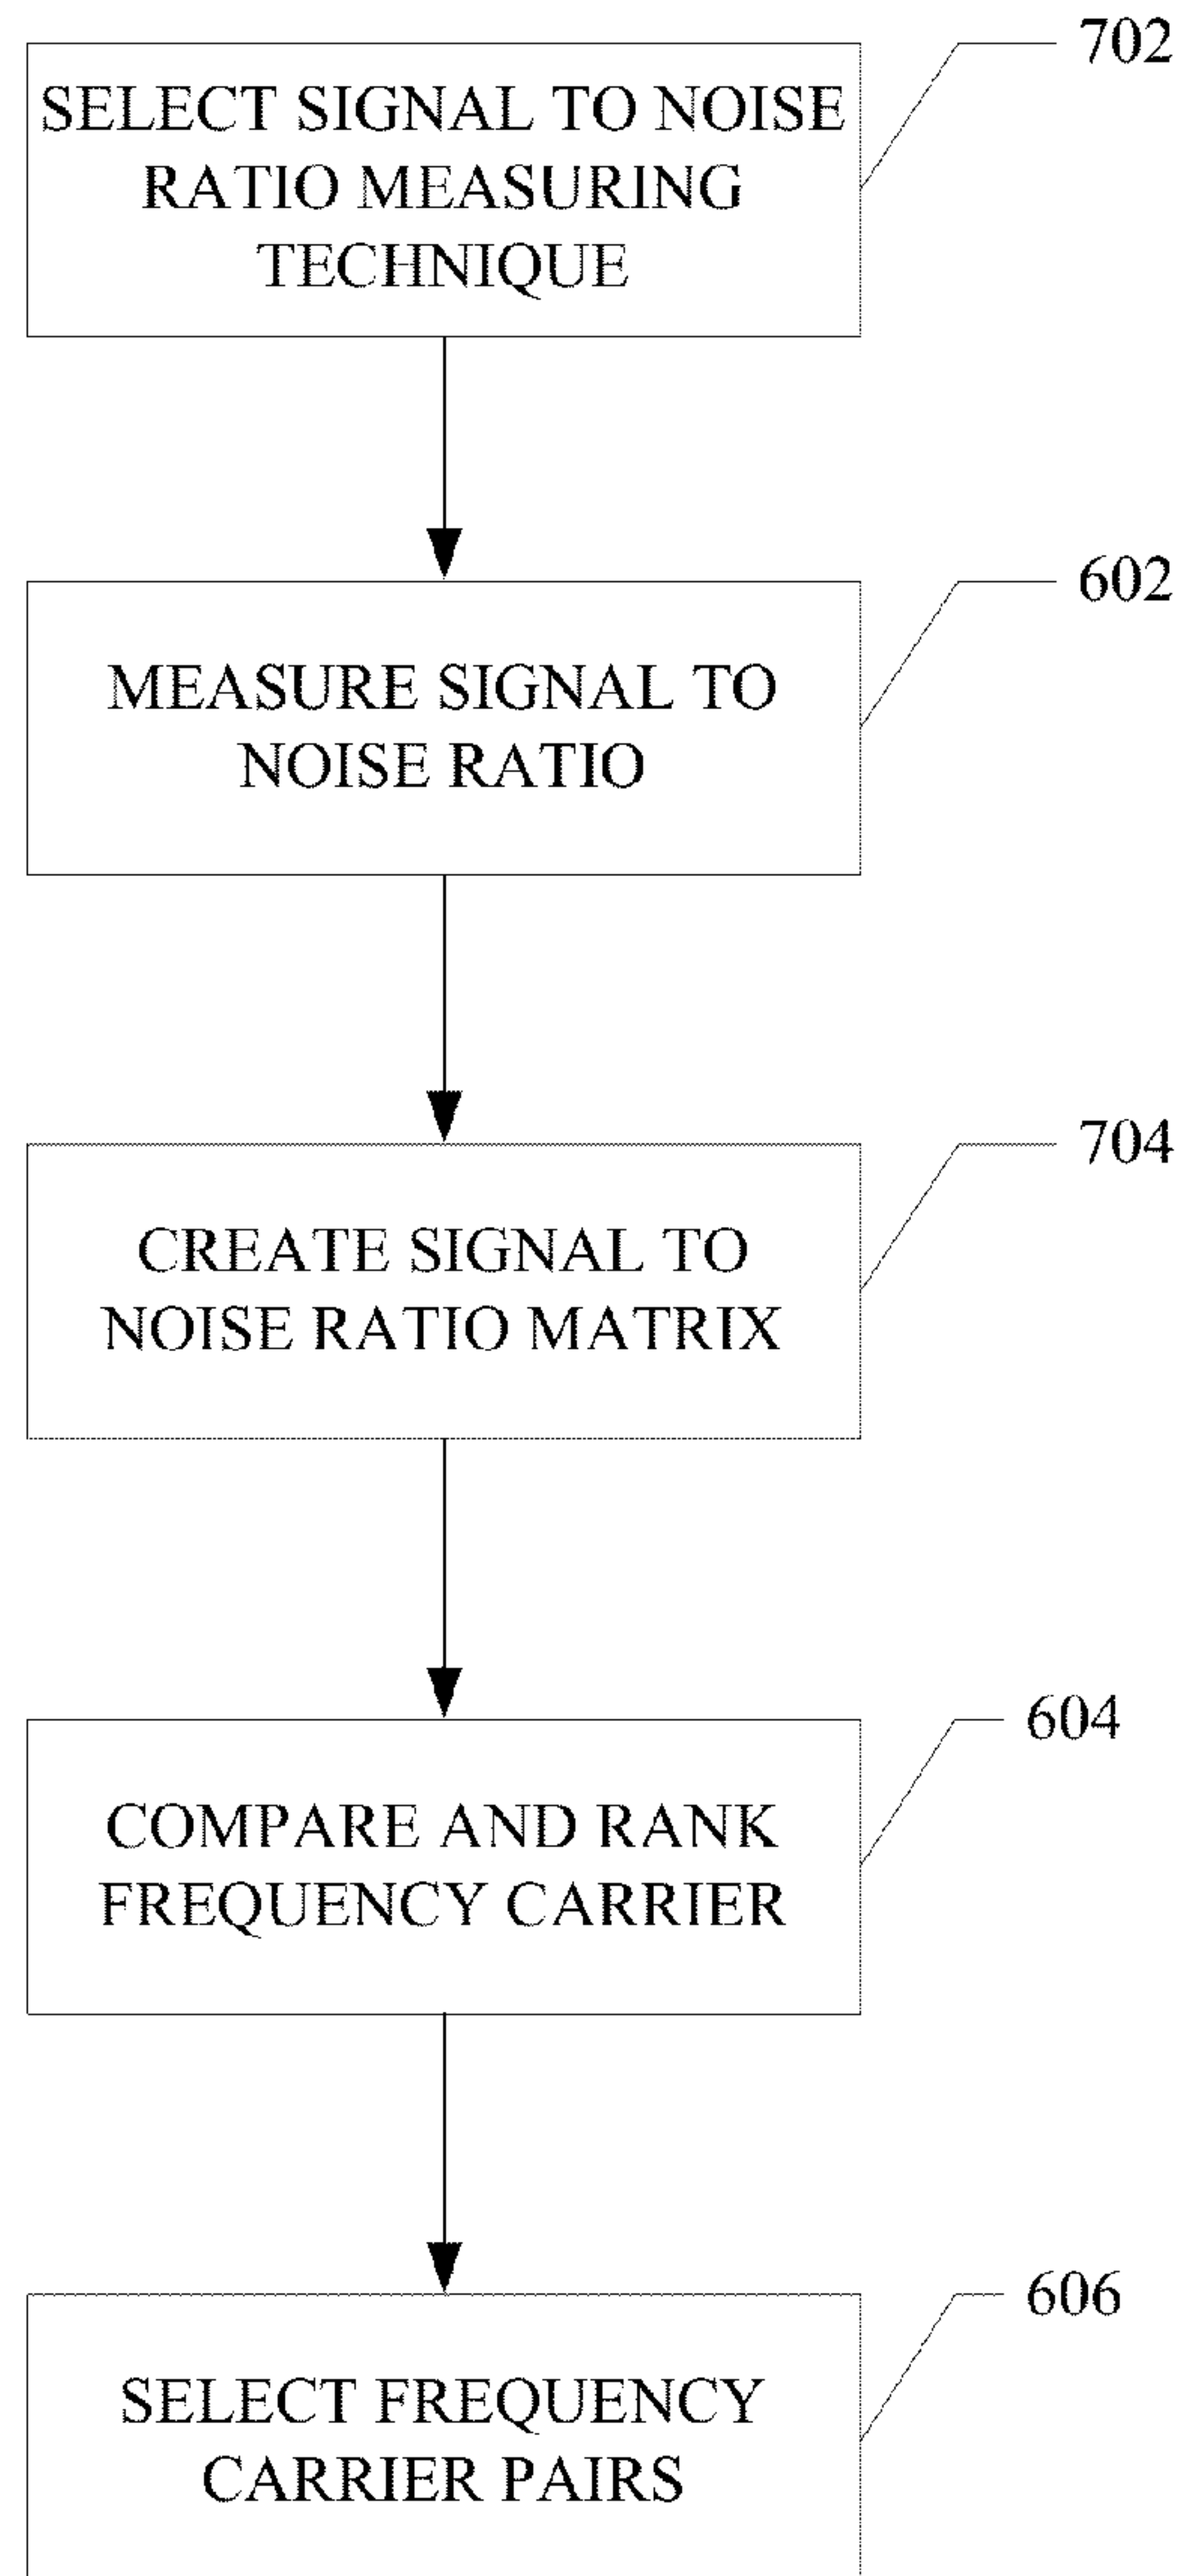 702
SELECT SIGNAL TO NOISE
RATIO MEASURING
TECHNIQUE
602
MEASURE SIGNAL TO
NOISE RATIO
704
CREATE SIGNAL TO
NOISE RATIO MATRIX
604
COMPARE AND RANK
FREQUENCY CARRIER
606
SELECT FREQUENCY
CARRIER PAIRS